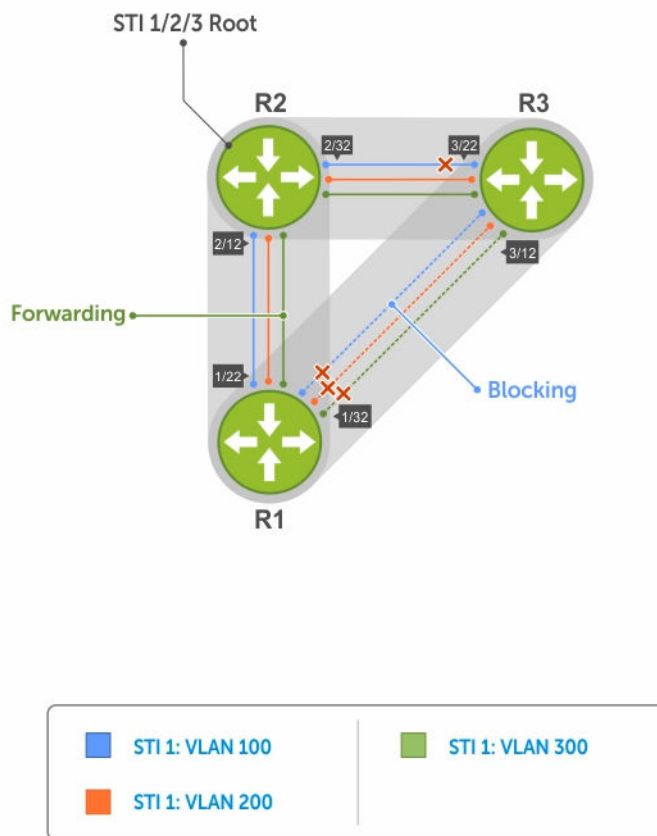 STI 1/2/3 Root
R2
R3
2/32
3/22
2/12
3/12
Forwarding
1/22
Blocking
1/32
R1
STI 1: VLAN 100
STI 1: VLAN 300
STI 1: VLAN 200